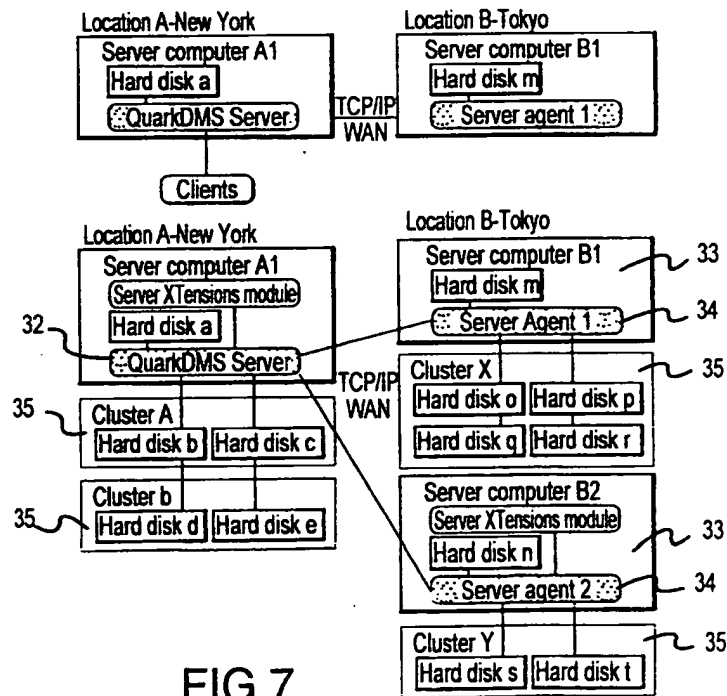 Location A-New York
Server computer A1
Hard disk a
QuarkDMS Server
Clients
TCP/IP
WAN
Location B-Tokyo
Server computer B1
Hard disk m
Server agent 1
Location A-New York
Server computer A1
Server XTensions module
Hard disk a
32
QuarkDMS Server
35
Cluster A
Hard disk b
Hard disk c
35
Cluster b
Hard disk d
Hard disk e
TCP/IP
WAN
Location B-Tokyo
Server computer B1
33
Hard disk m
Server Agent 1
34
Cluster X
35
Hard disk o
Hard disk p
Hard disk q
Hard disk r
Server computer B2
Server XTensions module
33
Hard disk n
Server agent 2
34
Cluster Y
35
Hard disk s
Hard disk t
FIG 7